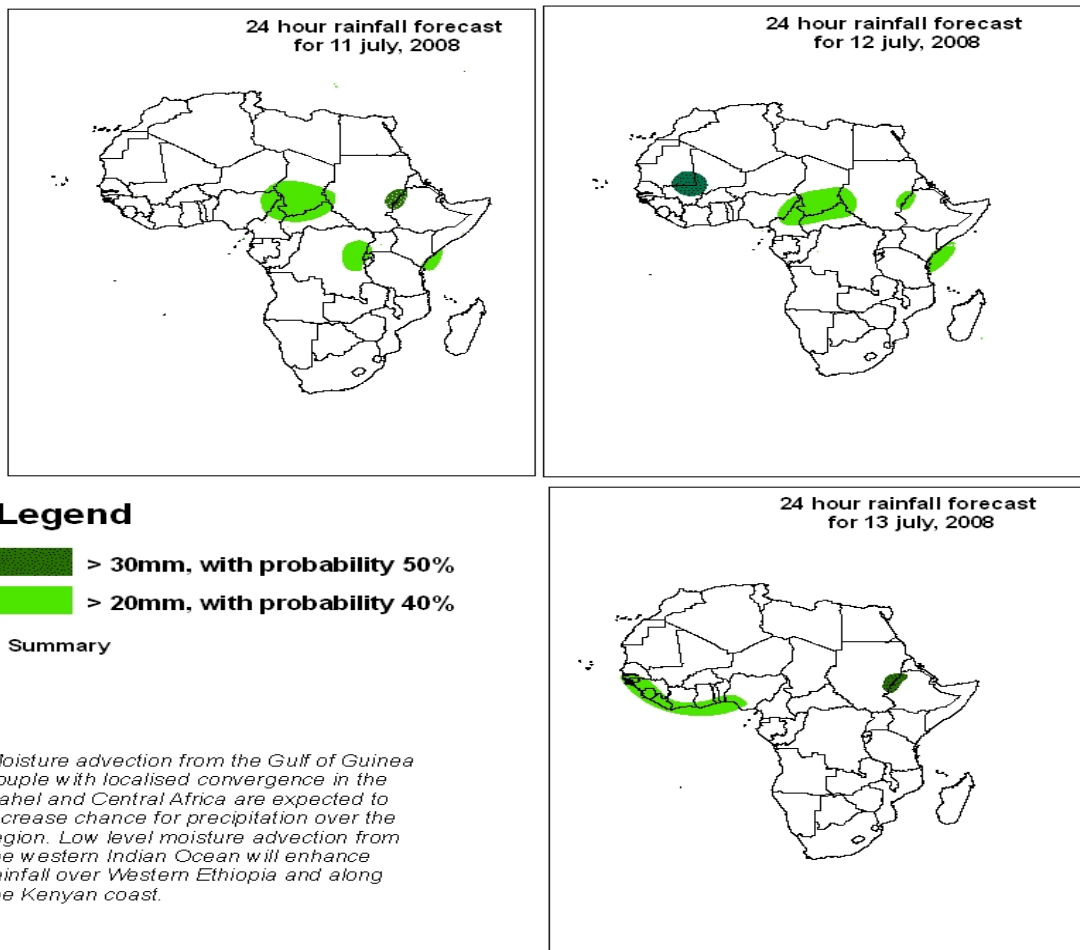 24 hour rainfall forecast
for 11 july, 2008
24 hour rainfall forecast
for 12 july, 2008
Legend
> 30mm, with probability 50%
> 20mm, with probability 40%
Summary
oisture advection from the Gulf of Guinea
ouple with localised convergence in the
ahel and Central Africa are expected to
crease chance for precipitation over the
egion. Low level moisture advection from
e western Indian Ocean will enhance
ainfall over Western Ethiopia and along
e Kenyan coast.
24 hour rainfall forecast
for 13 july, 2008